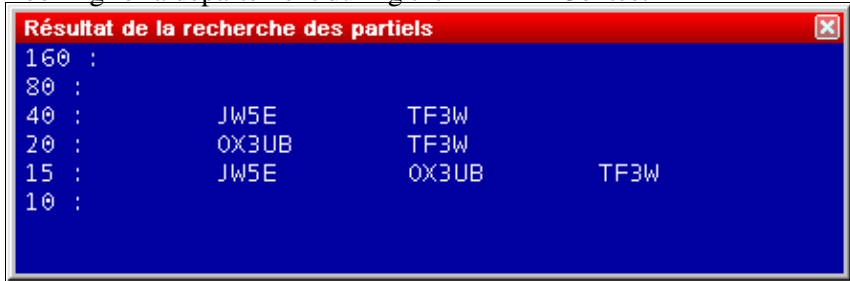 Résultat de la recherche des partiels
160 :
80 :
40 : JW5E TF3W
20 : OX3UB TF3W
15 : JW5E OX3UB TF3W
10 :